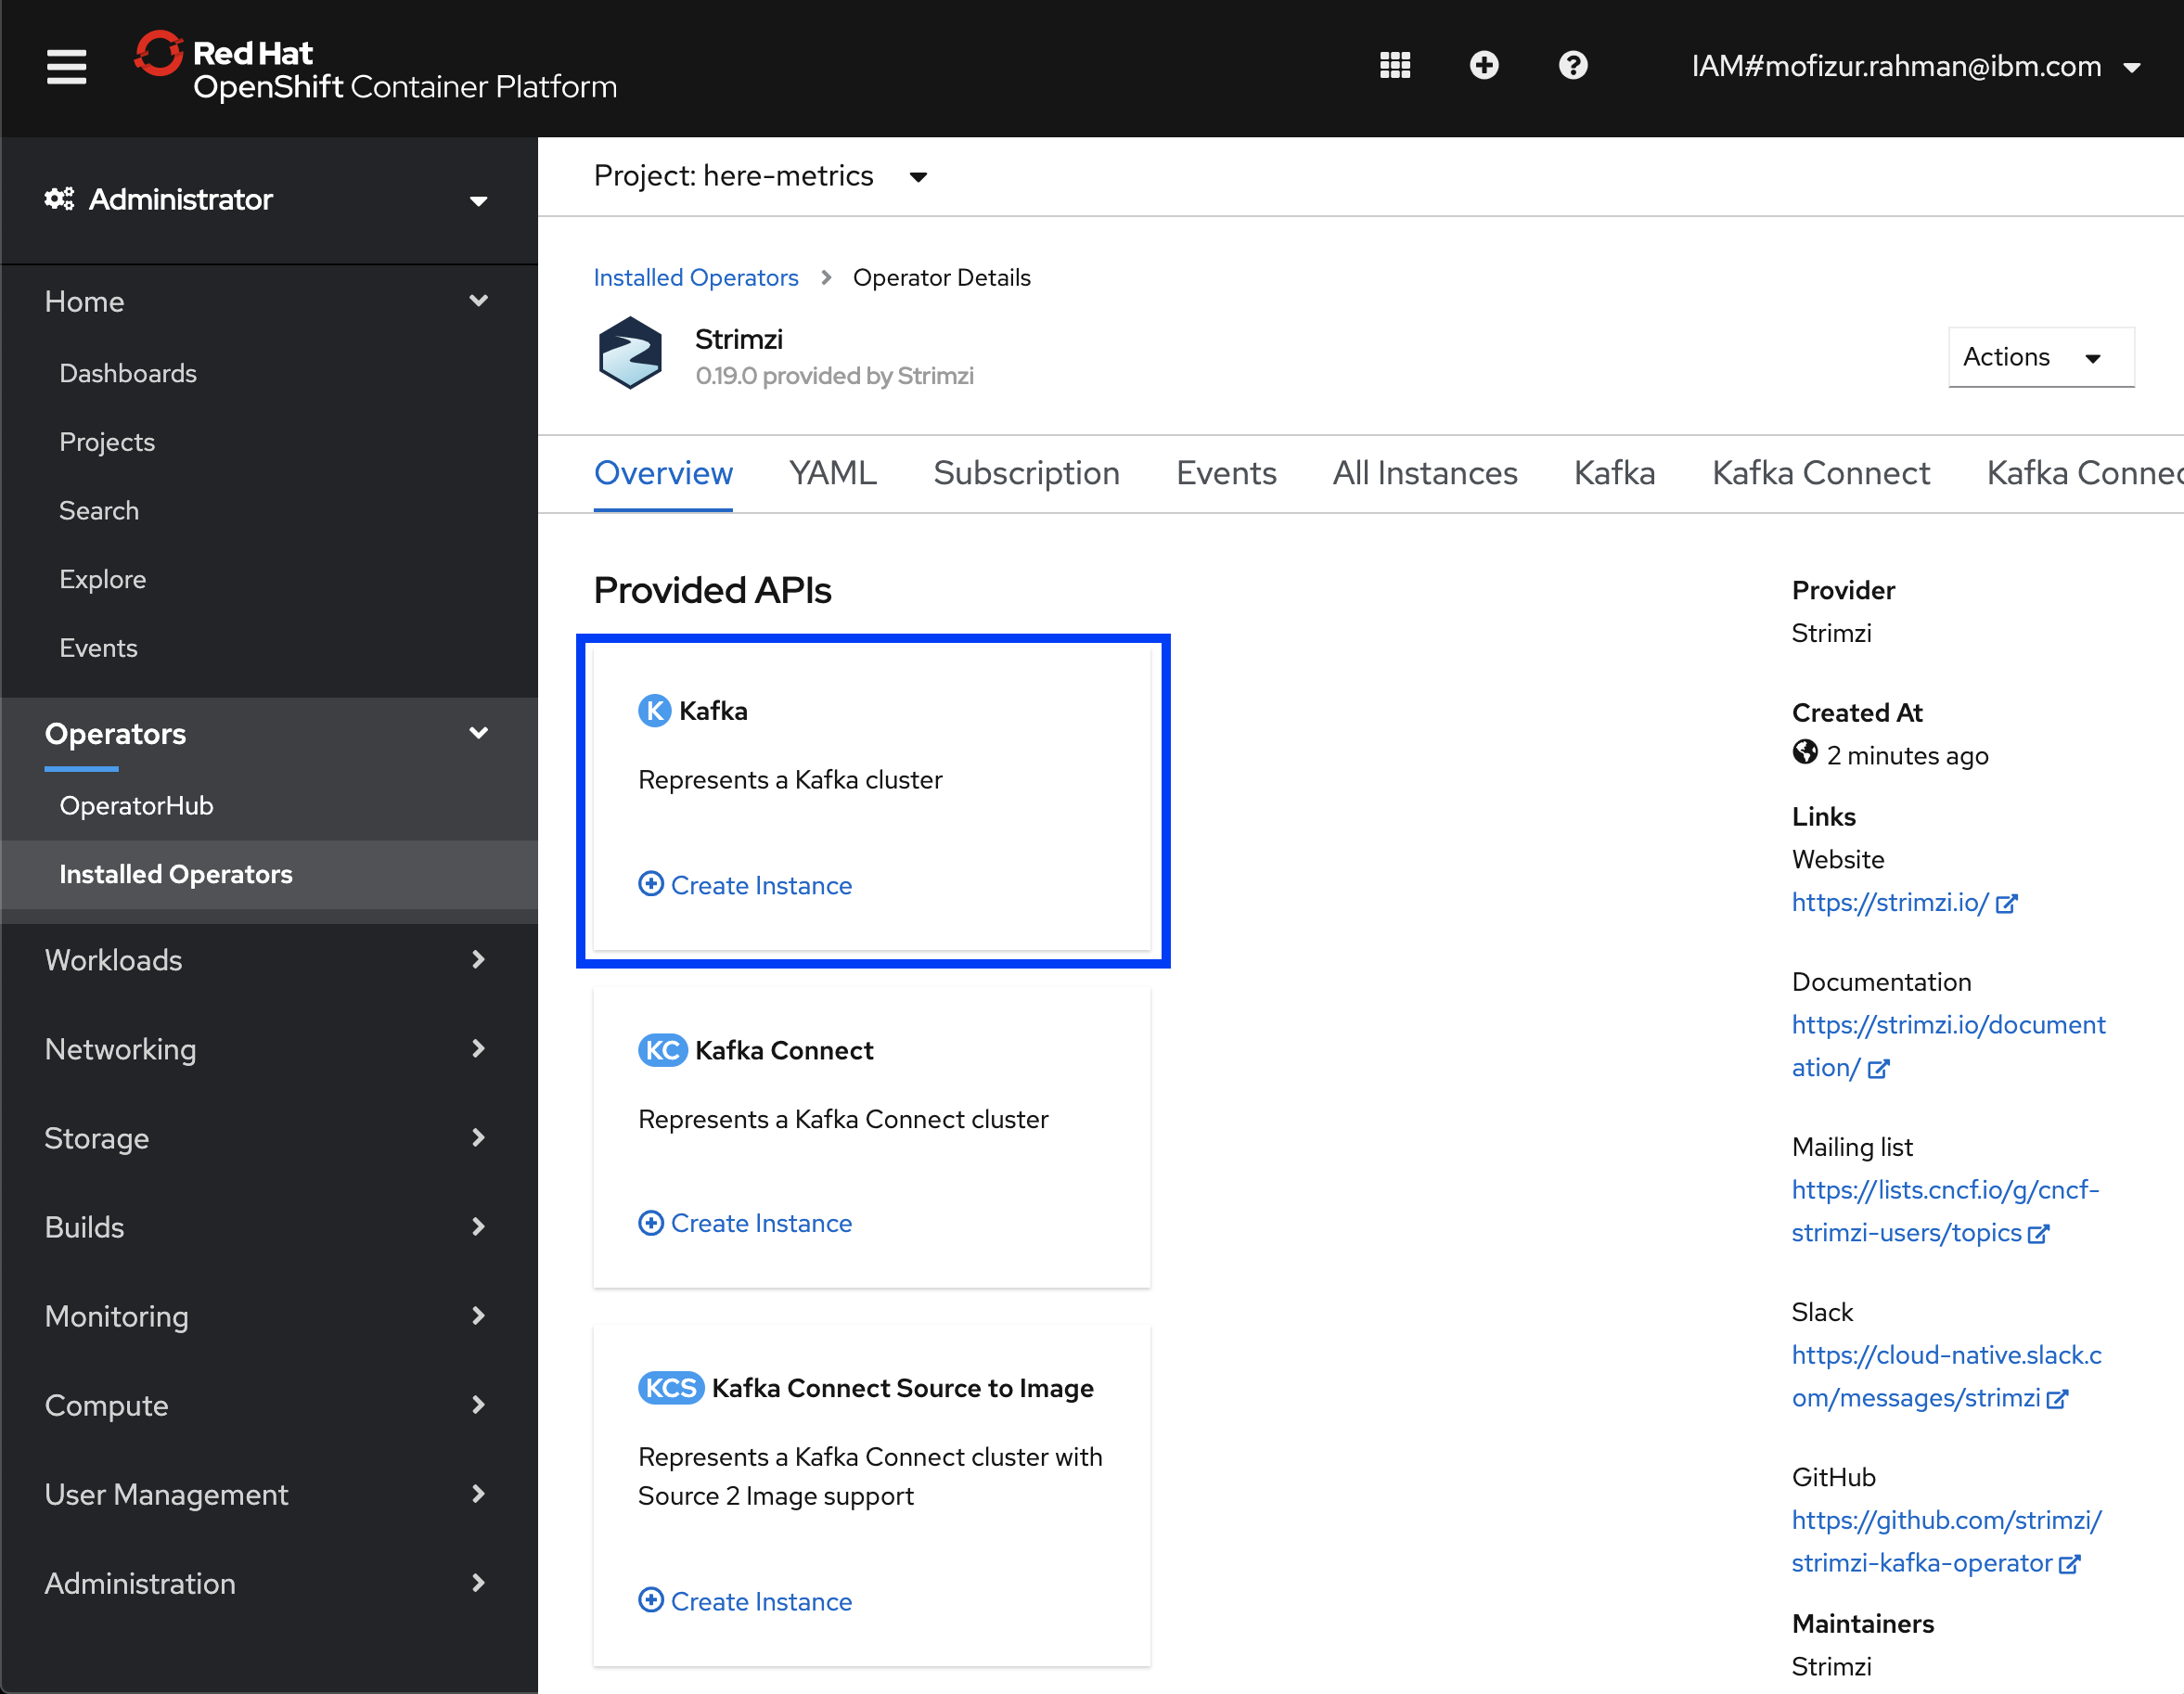 Red Hat
OpenShift Container Platform
IAM#mofizur.rahman@ibm.com
Administrator
Home
Dashboards
Projects
Search
Explore
Events
Operators
OperatorHub
Installed Operators
Workloads
Networking
Storage
Builds
Monitoring
Compute
User Management
Administration
Project: here-metrics
Installed Operators > Operator Details
Strimzi
0.19.0 provided by Strimzi
Actions
Overview YAML Subscription Events All Instances Kafka Kafka Connect Kafka Connec
Provided APIs
K Kafka
Represents a Kafka cluster
Create Instance
KC Kafka Connect
Represents a Kafka Connect cluster
Create Instance
KCS Kafka Connect Source to Image
Represents a Kafka Connect cluster with
Source 2 Image support
Create Instance
Provider
Strimzi
Created At
2 minutes ago
Links
Website
https://strimzi.io/
Documentation
https://strimzi.io/document
ation/
Mailing list
https://lists.cncf.io/g/cncf-
strimzi-users/topics
Slack
https://cloud-native.slack.c
om/messages/strimzi
GitHub
https://github.com/strimzi/
strimzi-kafka-operator
Maintainers
Strimzi